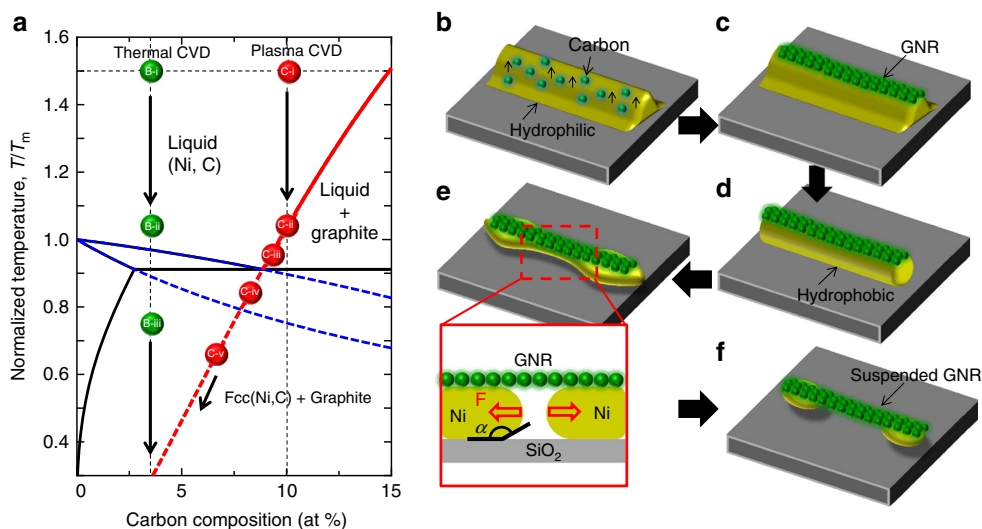 a
Thermal CVD
Plasma CVD
1.6
1.4
1.2
1.0
0.8
0.6
0.4
Normalized temperature, T/Tm
B-i
C-i
Liquid
(Ni, C)
Liquid
+
graphite
B-ii
C-ii
C-iii
C-iv
B-iii
C-v
Fcc(Ni,C) + Graphite
0
5
10
15
Carbon composition (at %)
b
Carbon
Hydrophilic
c
GNR
d
Hydrophobic
e
GNR
Ni
F
Ni
α
SiO2
f
Suspended GNR